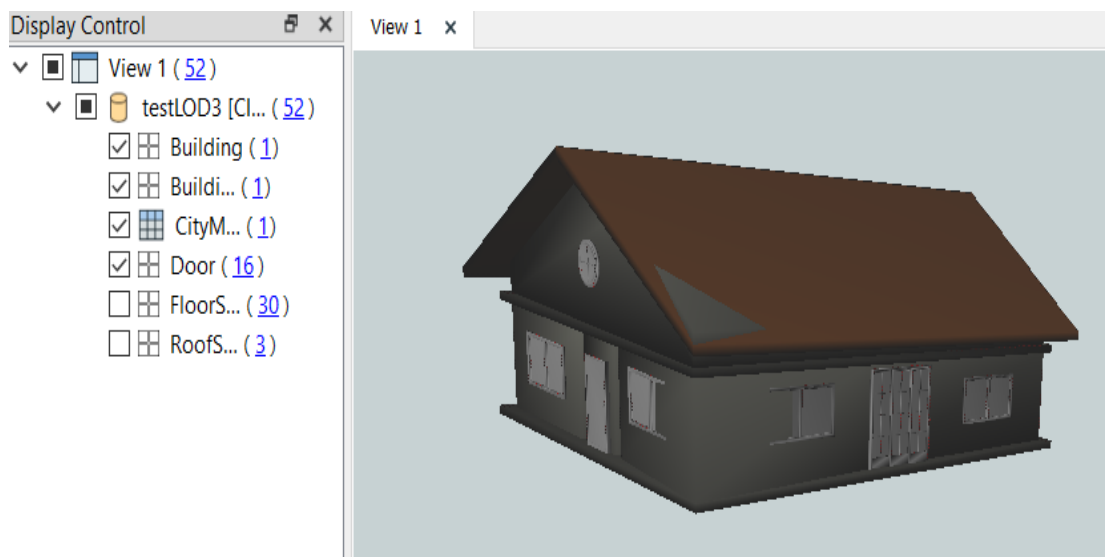 Display Control
View 1 ( 52 )
testLOD3 [Cl... ( 52 )
Building ( 1 )
Buildi... ( 1 )
CityM... ( 1 )
Door ( 16 )
FloorS... ( 30 )
RoofS... ( 3 )
View 1